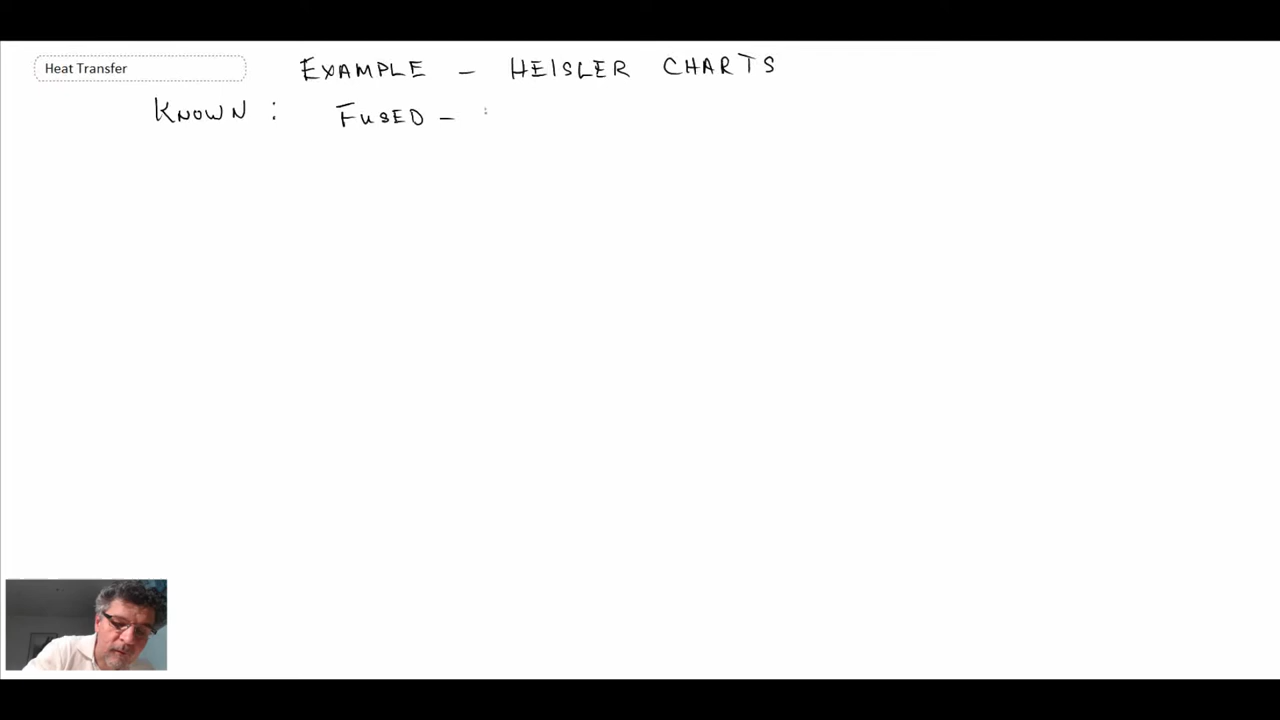 Heat Transfer
EXAMPLE - HEISLER CHARTS
KNOWN : FUSED -